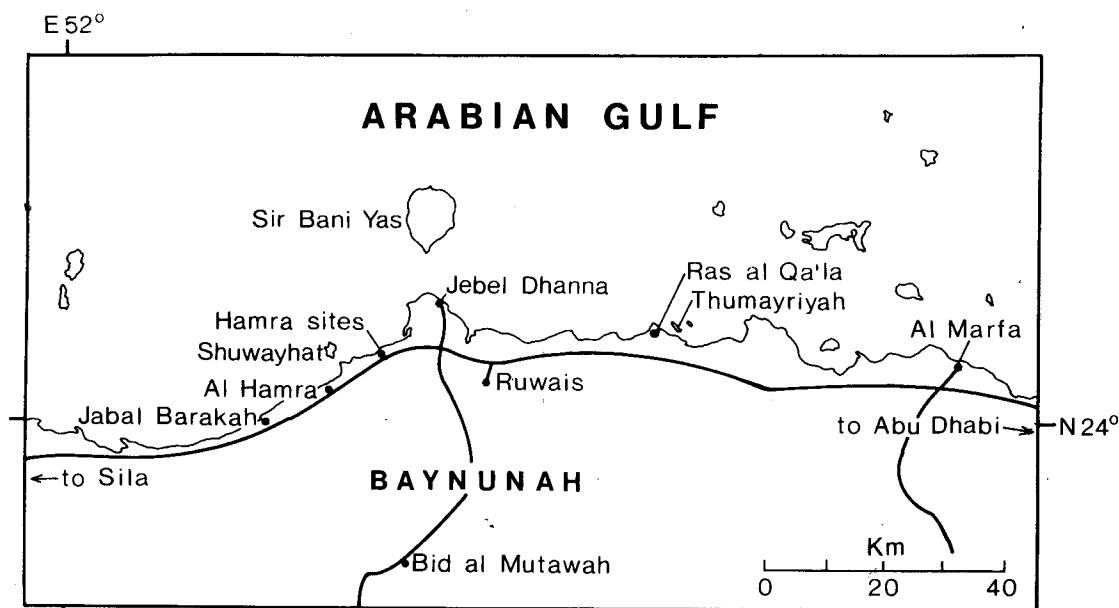 E 52°
ARABIAN GULF
Sir Bani Yas
Jebel Dhanna
Ras al Qa'la
Thumayriyah
Hamra sites
Shuwayhat
Al Marfa
Al Hamra
Ruwais
Jabal Barakah
to Abu Dhabi
N 24°
← to Sila
BAYNUNAH
Km
Bid al Mutawah
0 20 40